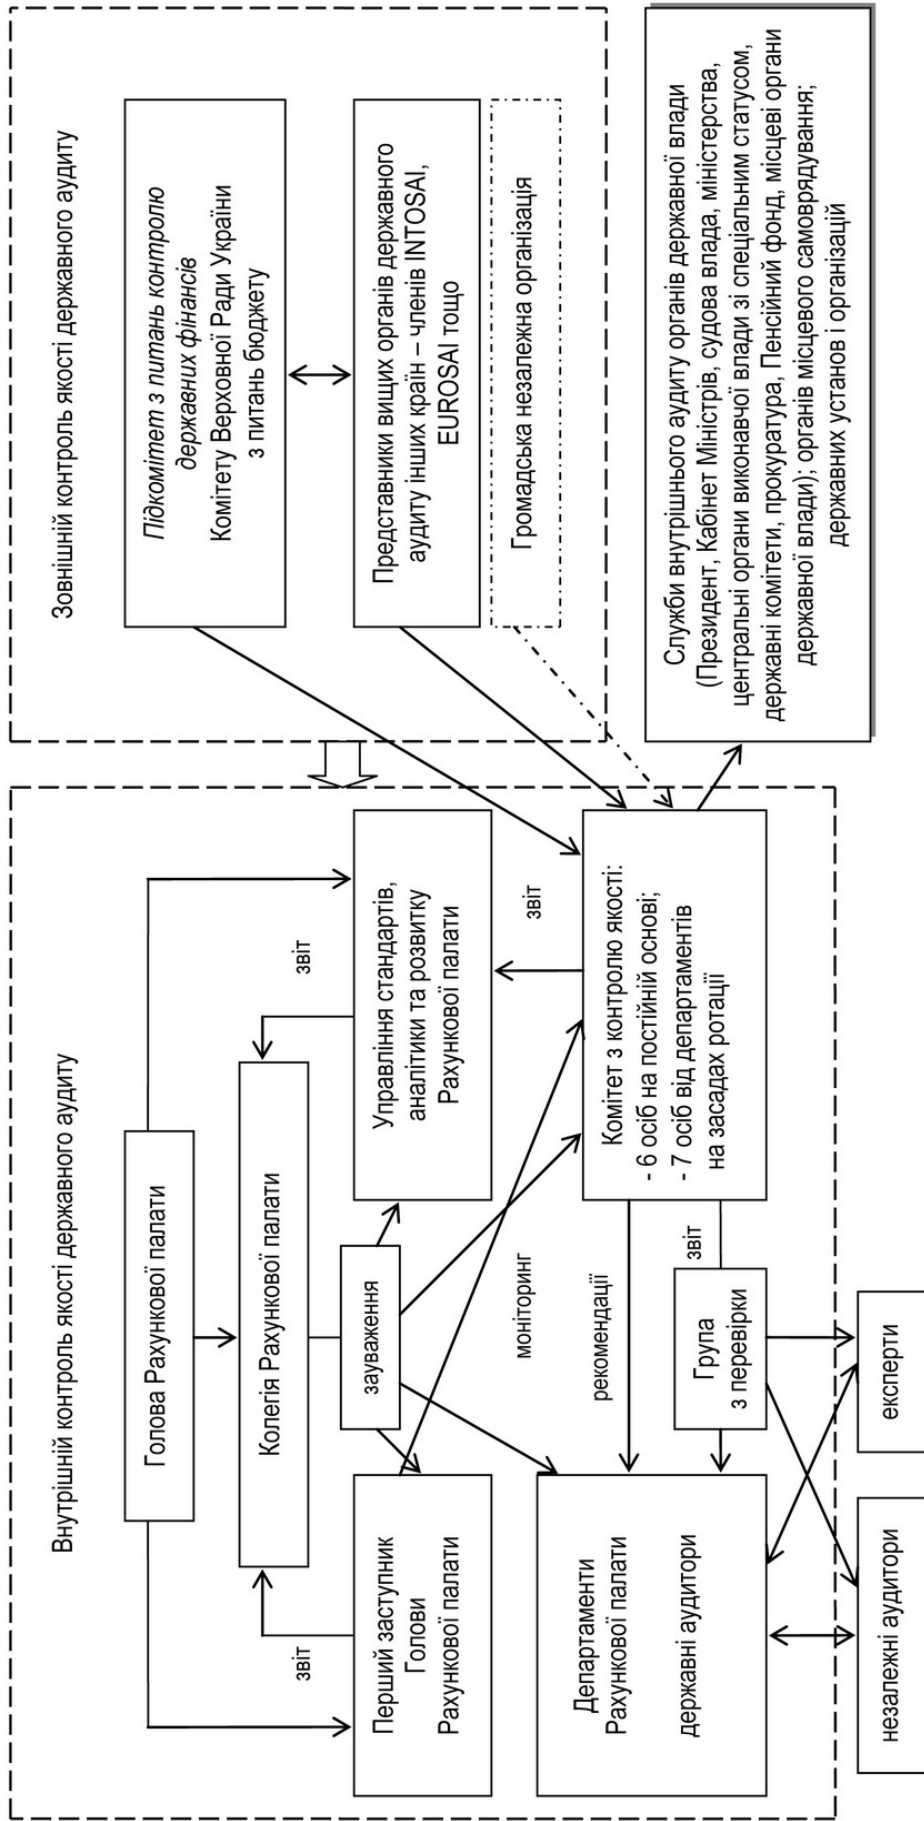 Внутрішній контроль якості державного аудиту
Голова Рахункової палати
Колегія Рахункової палати
звіт
звіт
зауваження
Перший заступник
Голови
Рахункової палати
Управління стандартів,
аналітики та розвитку
Рахункової палати
моніторинг
звіт
Департаменти
Рахункової палати
державні аудитори
рекомендації
Комітет з контролю якості:
- 6 осіб на постійній основі;
- 7 осіб від департаментів
на засадах ротації
звіт
Група
з перевірки
незалежні аудитори
експерти
Зовнішній контроль якості державного аудиту
Підкомітет з питань контролю
державних фінансів
Комітету Верховної Ради України
з питань бюджету
Представники вищих органів державного
аудиту інших країн – членів INTOSAI,
EUROSAI тощо
Громадська незалежна організація
Служби внутрішнього аудиту органів державної влади
(Президент, Кабінет Міністрів, судова влада, міністерства,
центральні органи виконавчої влади зі спеціальним статусом,
державні комітети, прокуратура, Пенсійний фонд, місцеві органи
державної влади); органів місцевого самоврядування;
державних установ і організацій